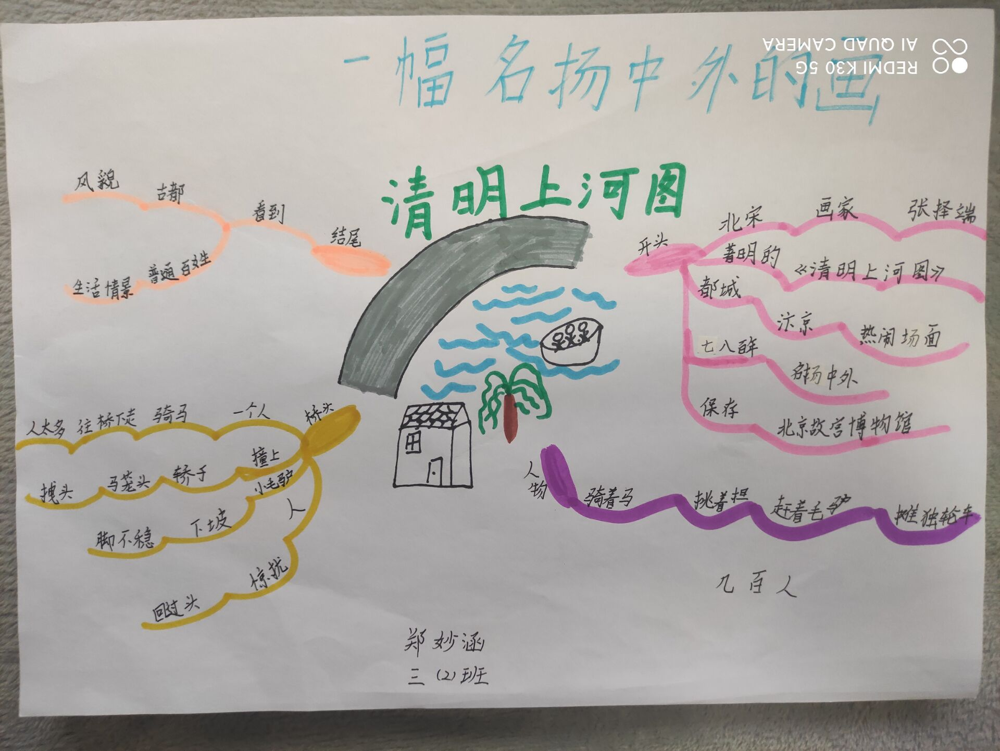 一幅名扬中外的画
REDMI K30 5G
AI QUAD CAMERA
清明上河图
开头
北宋 画家 张择端
著明的 《清明上河图》
都城 汴京 热闹场面
七八百年 名扬中外
保存 北京故宫博物馆
人物
骑着马 挑着担 赶着毛驴 摊独轮车
几百人
桥头
一个人 骑马 往桥下走 人太多
撞上 轿子 马笼头 拽头
小毛驴 下坡 脚不稳
人 惊扰 回过头
结尾
看到 古都 风貌
普通百姓 生活情景
郑妙涵
三(2)班